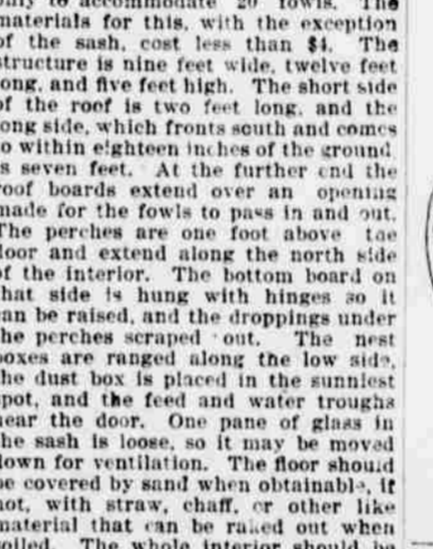 only to accommodate 20 fowls. The
materials for this, with the exception
of the sash, cost less than $4. The
structure is nine feet wide, twelve feet
long, and five feet high. The short side
of the roof is two feet long, and the
long side, which fronts south and comes
to within eighteen inches of the ground,
is seven feet. At the further end the
roof boards extend over an opening
made for the fowls to pass in and out.
The perches are one foot above the
floor and extend along the north side
of the interior. The bottom board on
that side is hung with hinges so it
can be raised, and the droppings under
the perches scraped out. The nest
boxes are ranged along the low side,
the dust box is placed in the sunniest
spot, and the feed and water troughs
near the door. One pane of glass in
the sash is loose, so it may be moved
down for ventilation. The floor should
be covered by sand when obtainable, if
not, with straw, chaff, or other like
material that can be raked out when
soiled. The whole interior should be